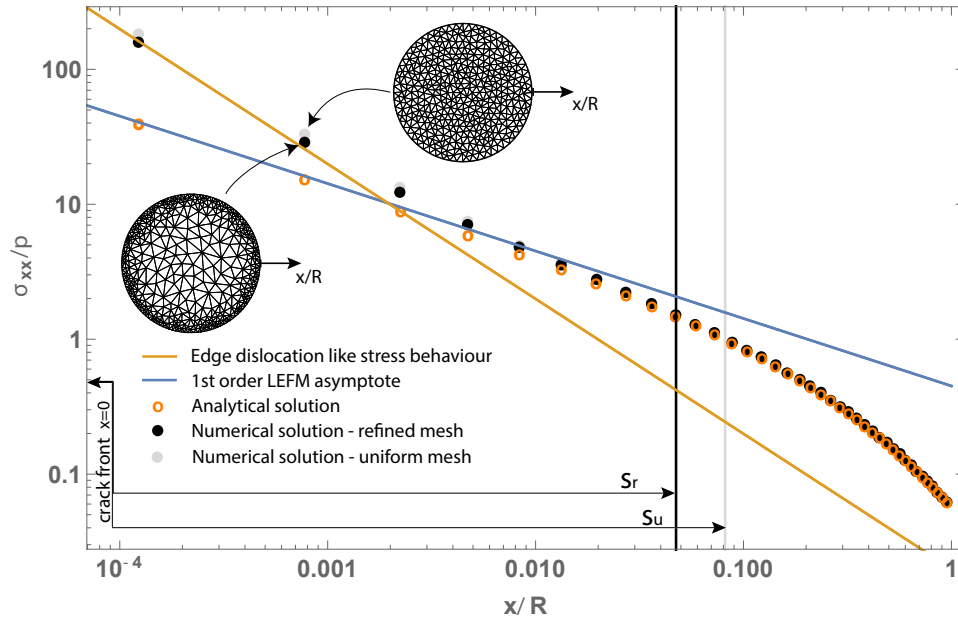 σxx/p
100
10
1
0.1
x/R
x/R
Edge dislocation like stress behaviour
1st order LEFM asymptote
Analytical solution
Numerical solution - refined mesh
Numerical solution - uniform mesh
crack front x=0
Sr
Su
10⁻⁴
0.001
0.010
0.100
1
x/R